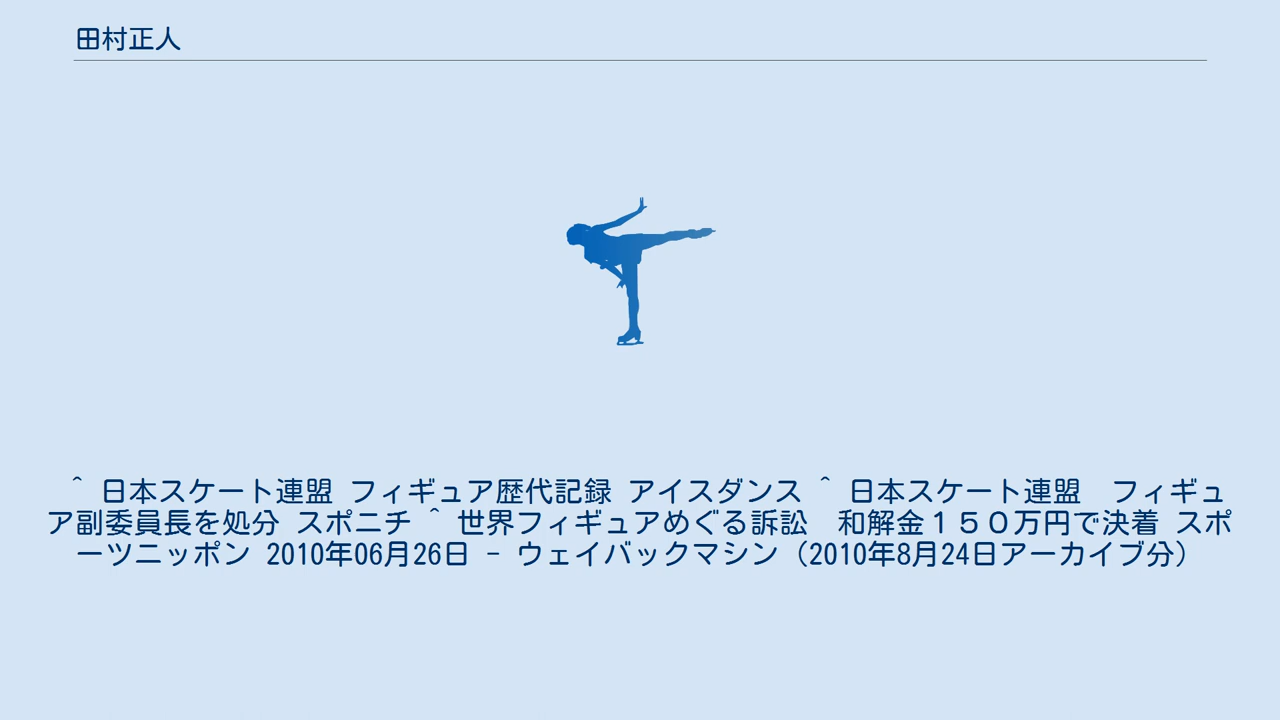 田村正人
^ 日本スケート連盟 フィギュア歴代記録 アイスダンス ^ 日本スケート連盟　フィギュ
ア副委員長を処分 スポニチ ^ 世界フィギュアめぐる訴訟　和解金１５０万円で決着 スポ
ーツニッポン 2010年06月26日 - ウェイバックマシン（2010年8月24日アーカイブ分）